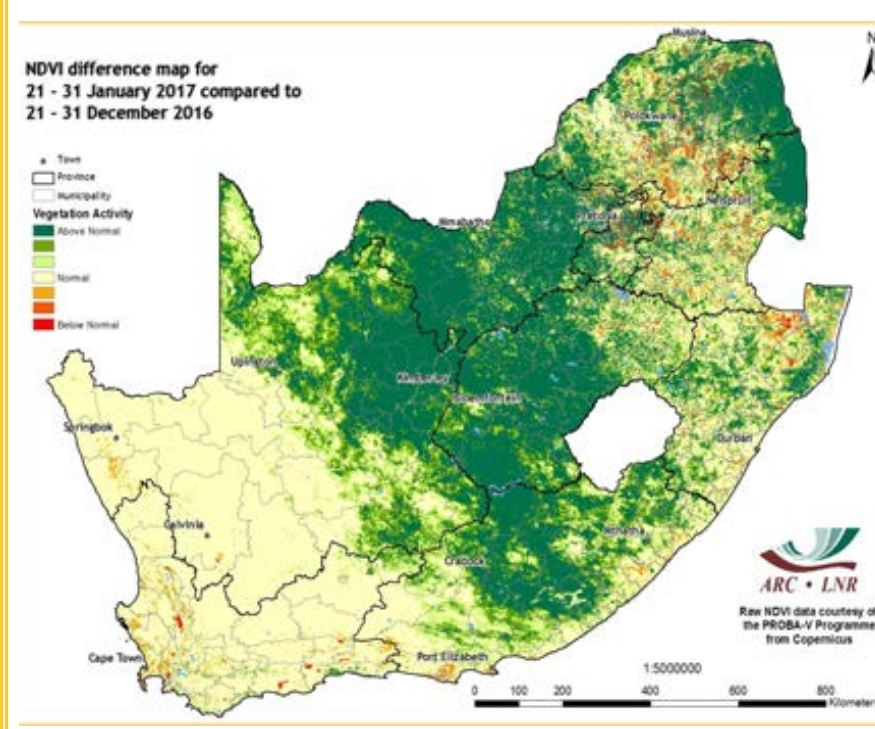 NDVI difference map for
21 - 31 January 2017 compared to
21 - 31 December 2016
N
Town
Province
Municipality
Vegetation Activity
Above Normal
Normal
Below Normal
Musina
Polokwane
Nelspruit
Pretoria
Mmabatho
Upington
Kimberley
Bloemfontein
Springbok
Durban
Calvinia
Mthatha
Cradock
Cape Town
Port Elizabeth
ARC • LNR
Raw NDVI data courtesy of
the PROBA-V Programme
from Copernicus
1:5000000
0 100 200 400 600 800
Kilometers